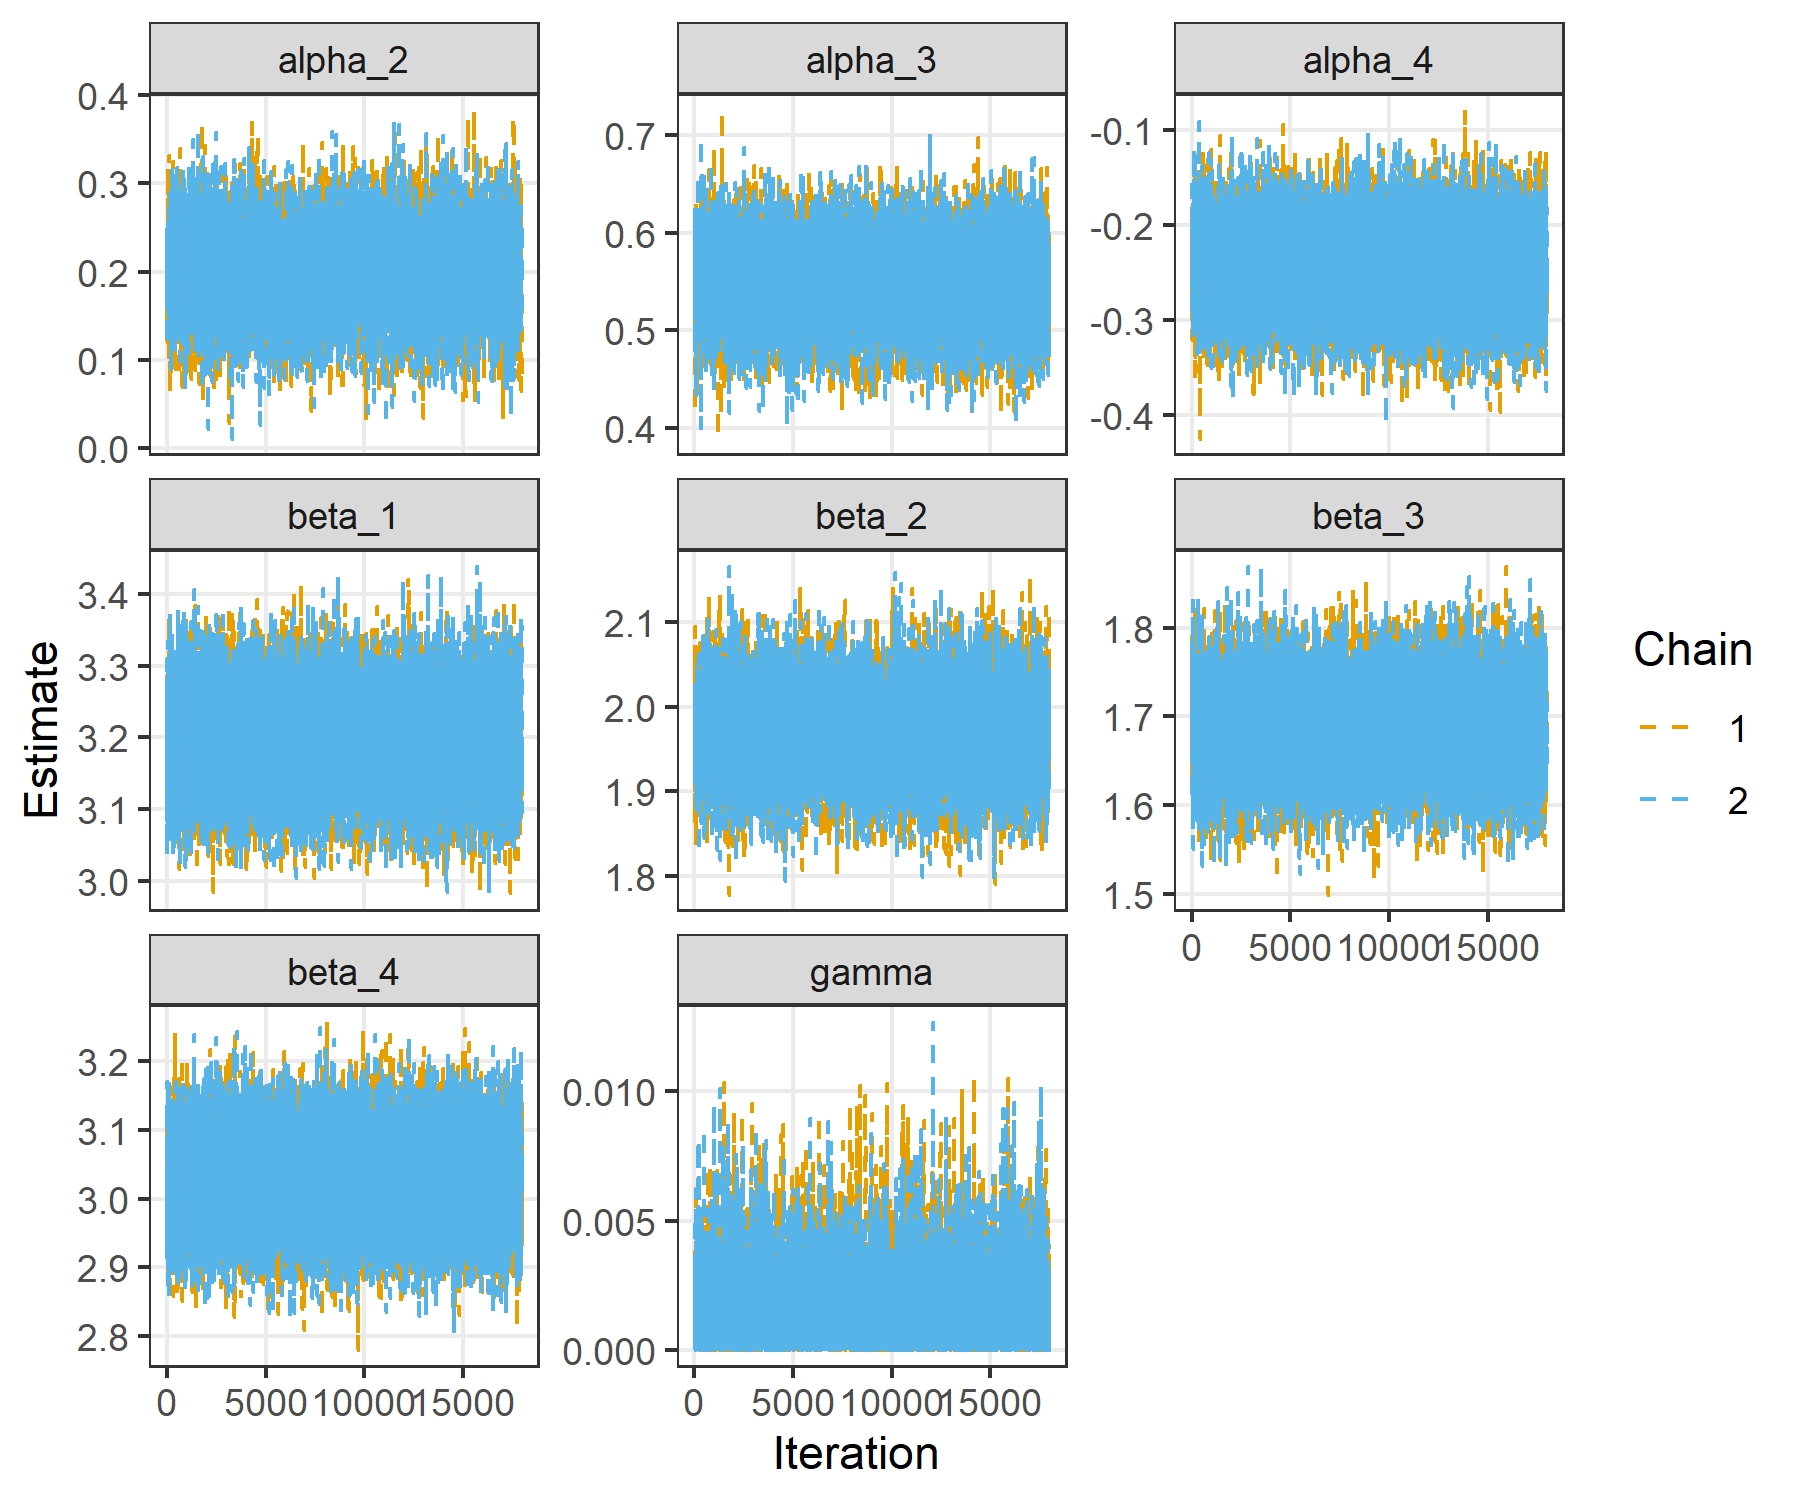 alpha_2
alpha_3
alpha_4
0.4
0.3
0.2
0.1
0.0
0.7
0.6
0.5
0.4
-0.1
-0.2
-0.3
-0.4
beta_1
beta_2
beta_3
3.4
3.3
3.2
3.1
3.0
2.1
2.0
1.9
1.8
1.8
1.7
1.6
1.5
0 5000 10000 15000
beta_4
gamma
3.2
3.1
3.0
2.9
2.8
0.010
0.005
0.000
0 5000 10000 15000
0 5000 10000 15000
Estimate
Iteration
Chain
1
2